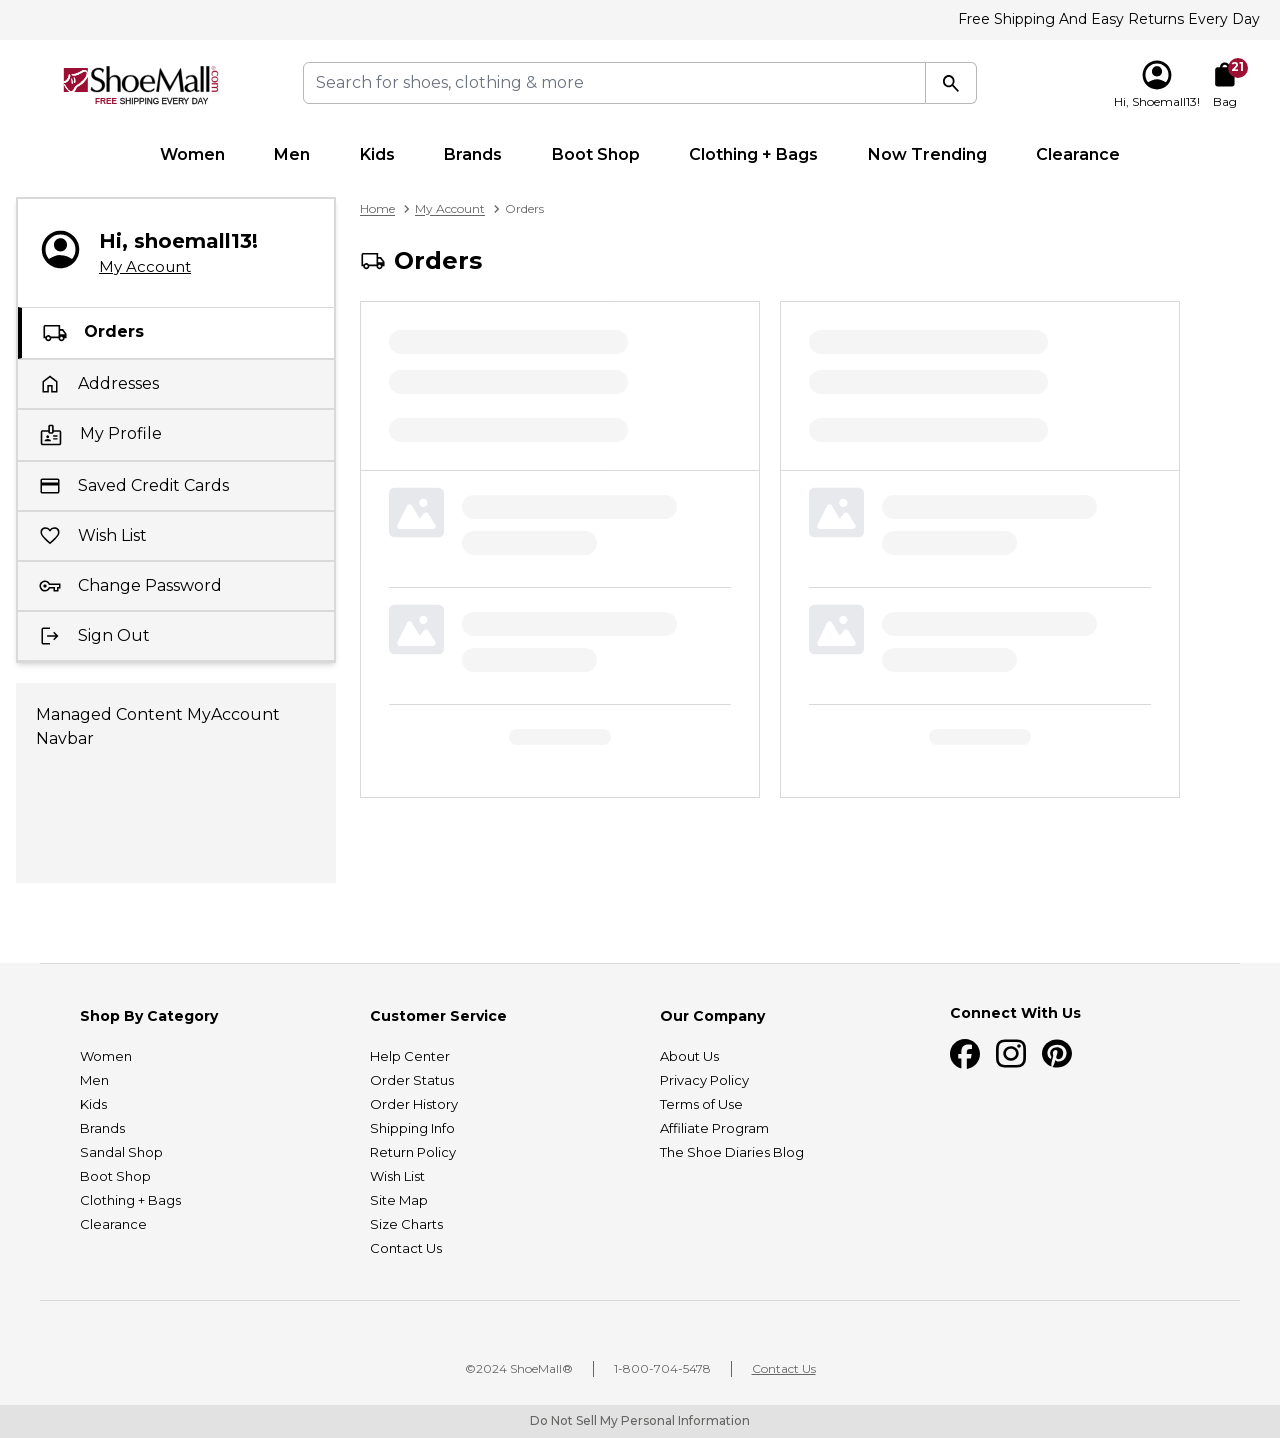 Free Shipping And Easy Returns Every Day
ShoeMall.com
FREE SHIPPING EVERY DAY
Search for shoes, clothing & more
21
Hi, Shoemall13!
Bag
Women
Men
Kids
Brands
Boot Shop
Clothing + Bags
Now Trending
Clearance
Hi, shoemall13!
My Account
Orders
Addresses
My Profile
Saved Credit Cards
Wish List
Change Password
Sign Out
Managed Content MyAccount
Navbar
Home
My Account
Orders
Orders
Shop By Category
Women
Men
Kids
Brands
Sandal Shop
Boot Shop
Clothing + Bags
Clearance
Customer Service
Help Center
Order Status
Order History
Shipping Info
Return Policy
Wish List
Site Map
Size Charts
Contact Us
Our Company
About Us
Privacy Policy
Terms of Use
Affiliate Program
The Shoe Diaries Blog
Connect With Us
©2024 ShoeMall®
1-800-704-5478
Contact Us
Do Not Sell My Personal Information